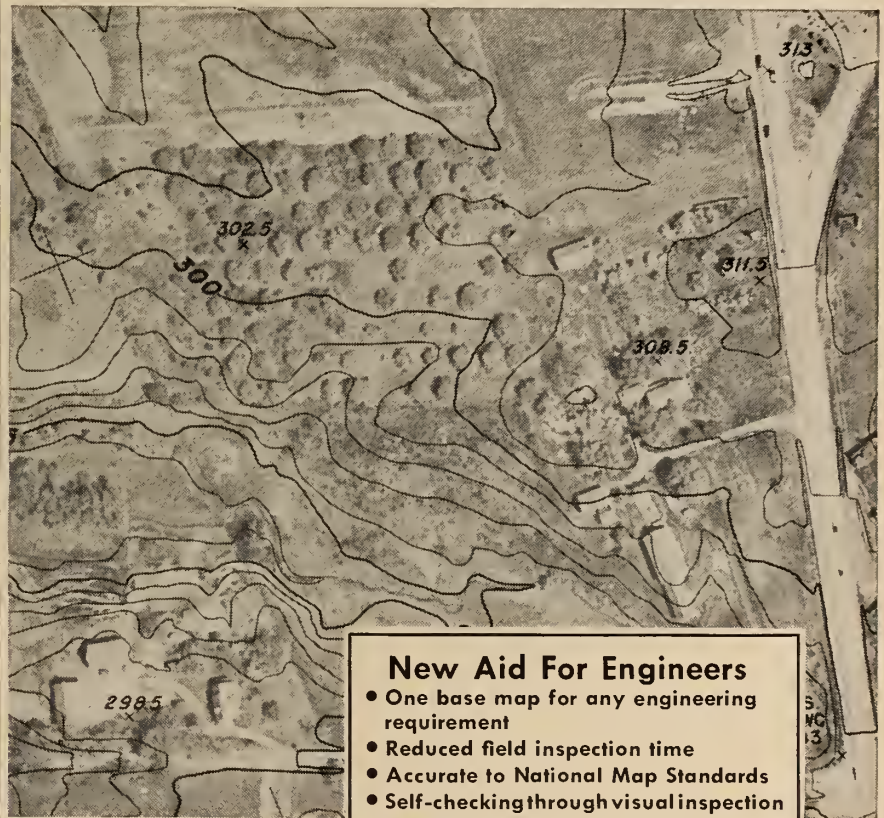 313
302.5
300
311.5
308.5
298.5
New Aid For Engineers
• One base map for any engineering
requirement
• Reduced field inspection time
• Accurate to National Map Standards
• Self-checking through visual inspection